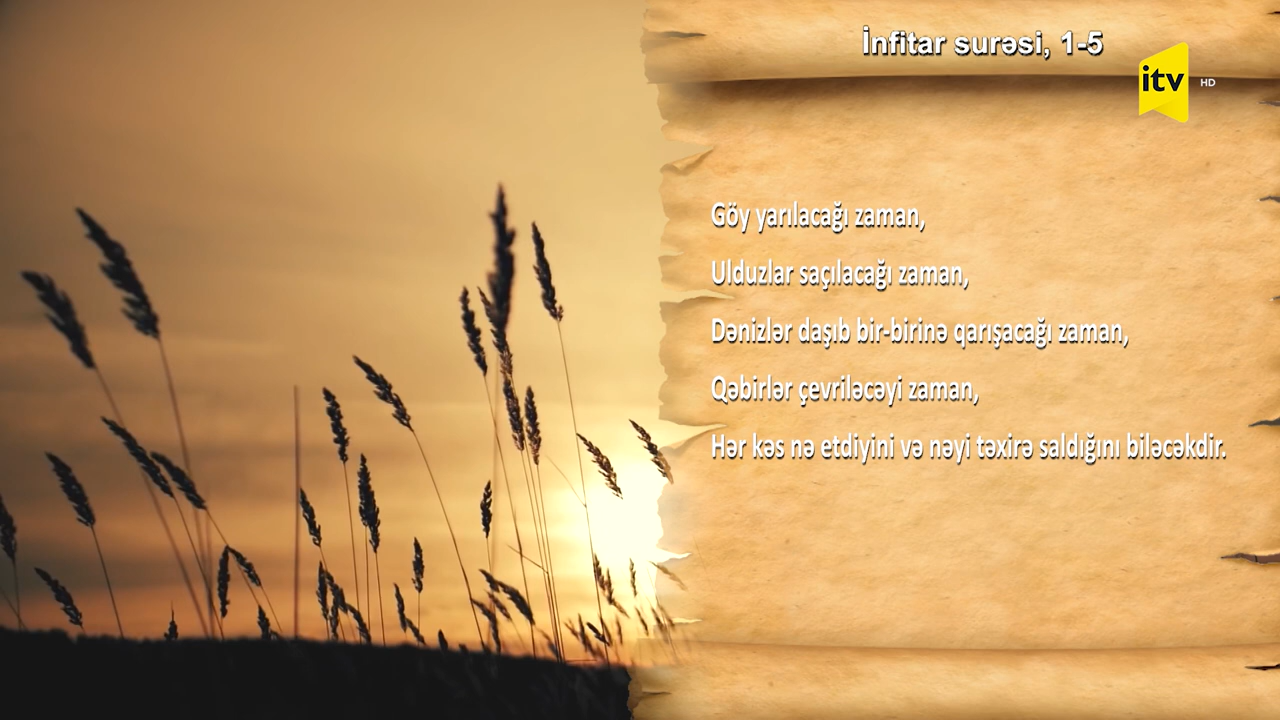 İnfitar surəsi, 1-5
itv HD
Göy yarılacağı zaman,
Ulduzlar saçılacağı zaman,
Dənizlər daşıb bir-birinə qarışacağı zaman,
Qəbirlər çevriləcəyi zaman,
Hər kəs nə etdiyini və nəyi təxirə saldığını biləcəkdir.